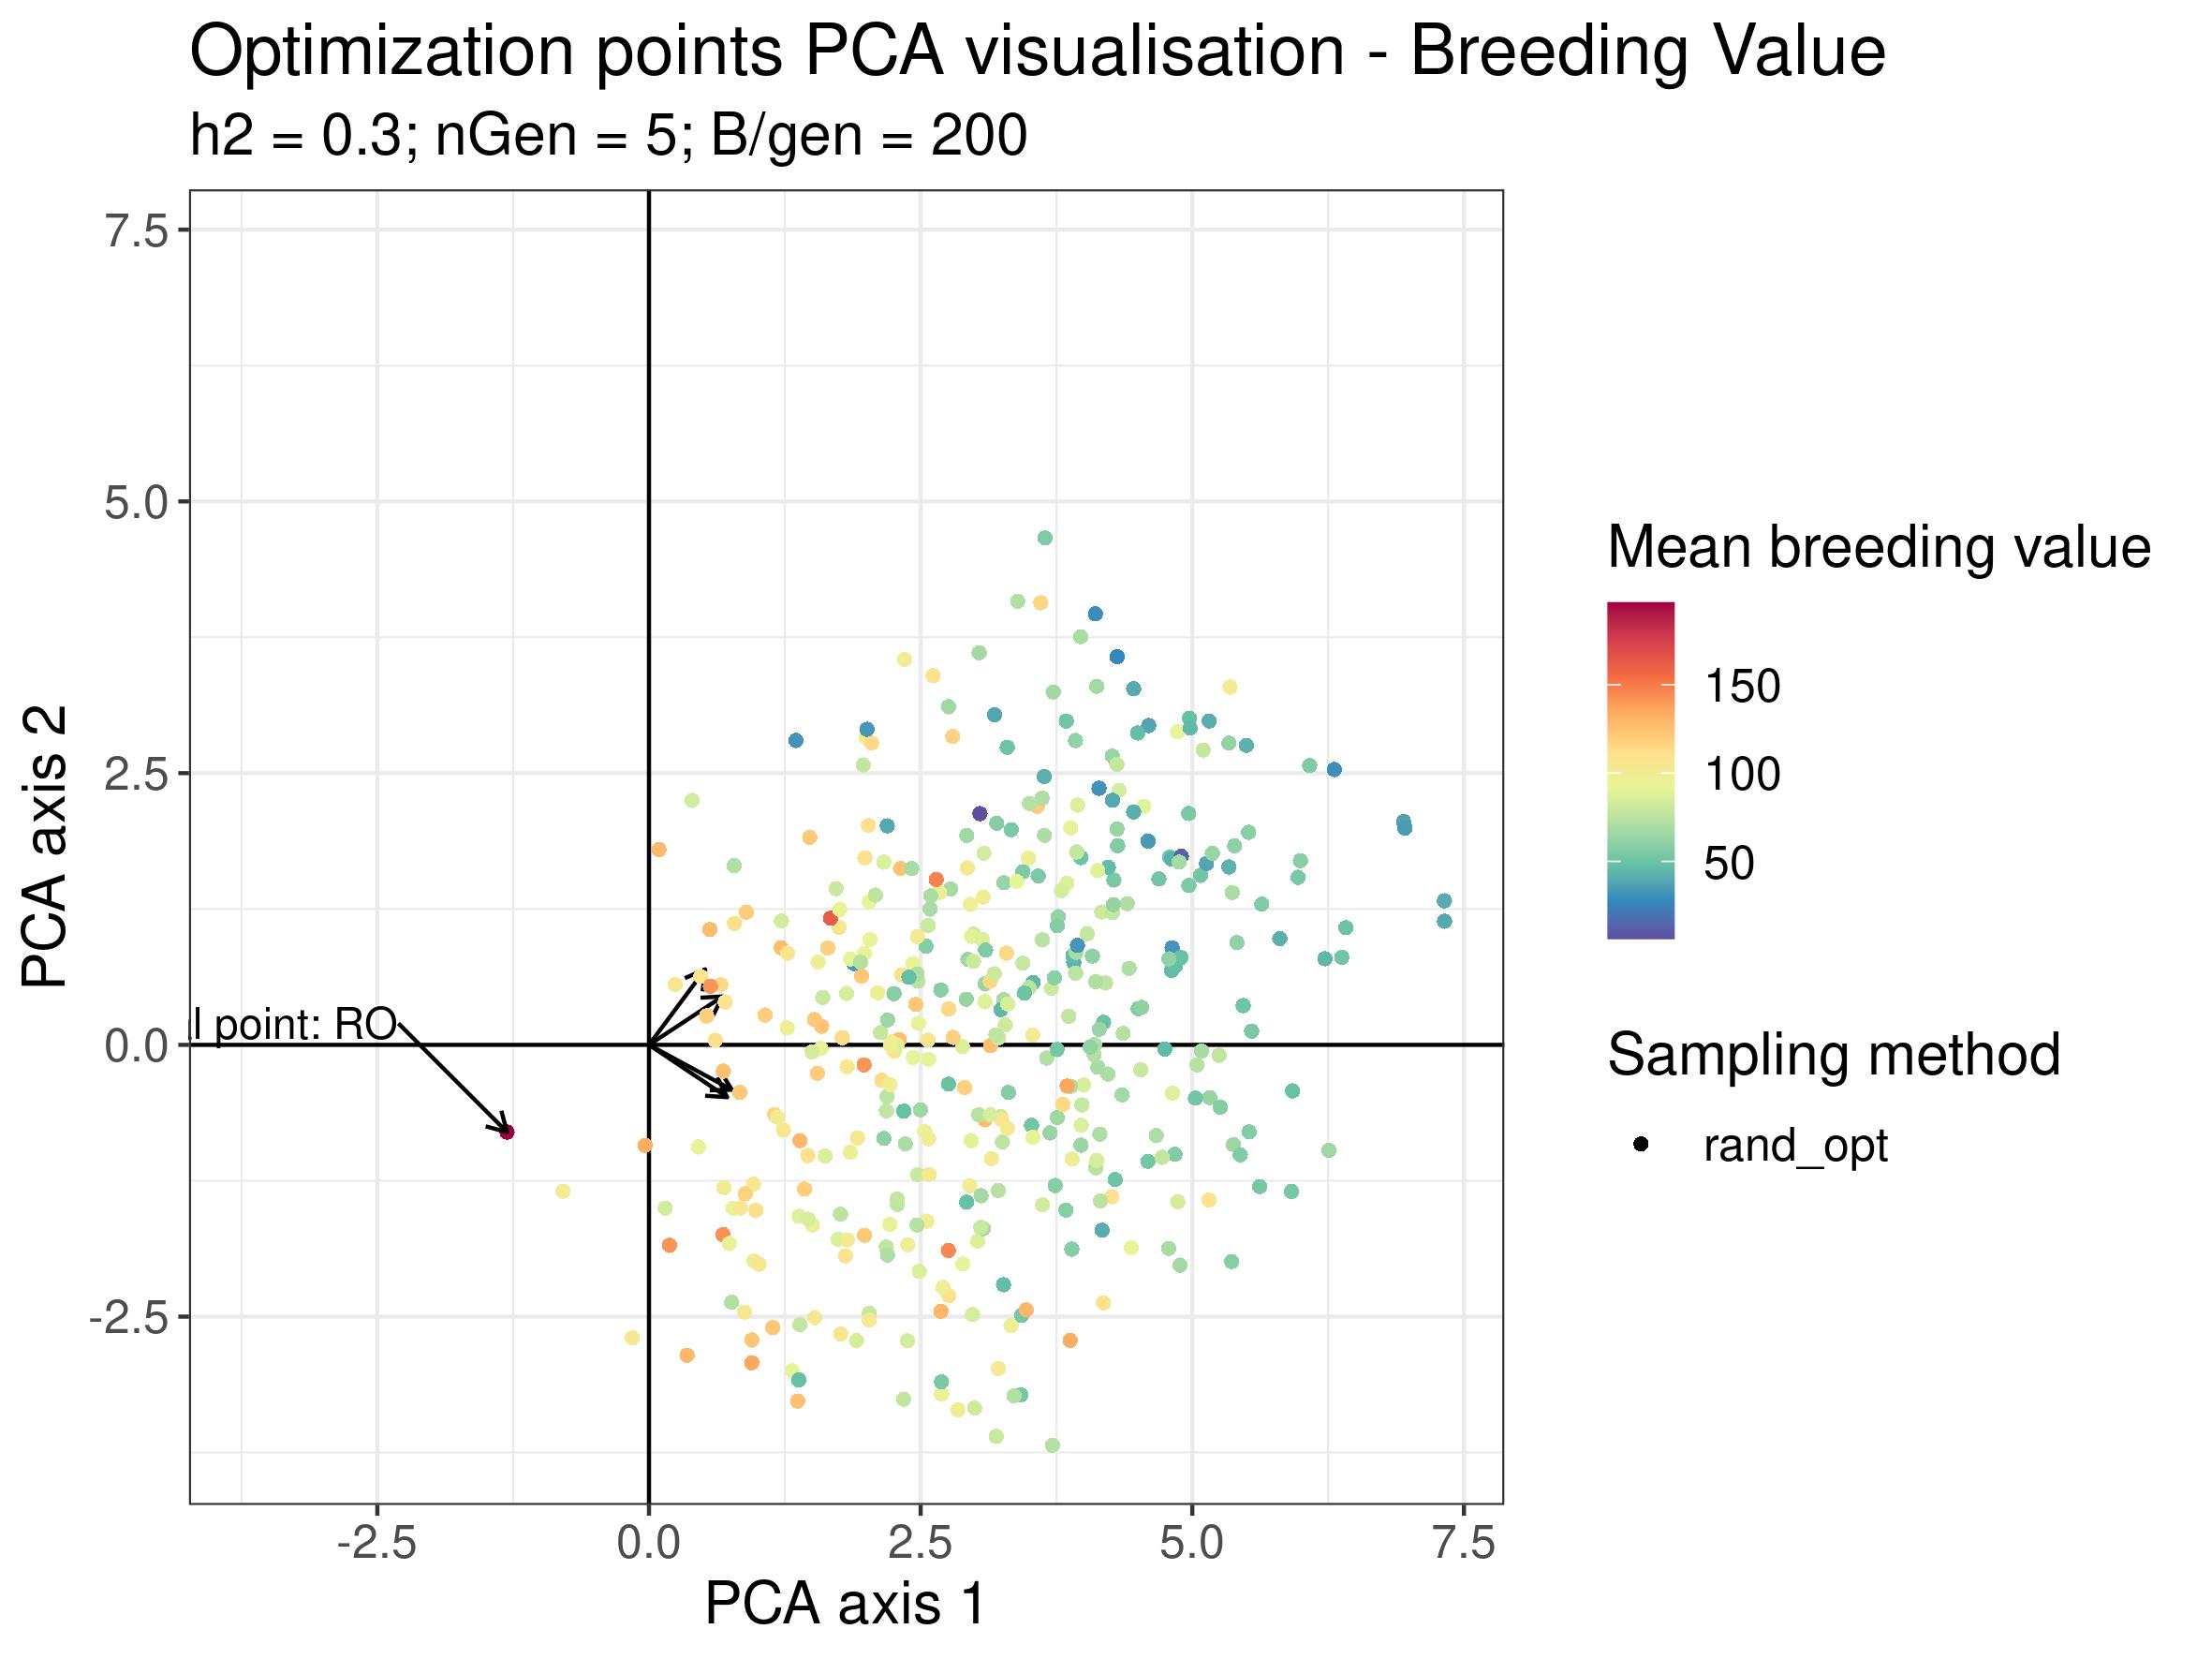 Optimization points PCA visualisation - Breeding Value
h2 = 0.3; nGen = 5; B/gen = 200
PCA axis 2
7.5
5.0
2.5
0.0
-2.5
l point: RO
-2.5
0.0
2.5
5.0
7.5
PCA axis 1
Mean breeding value
150
100
50
Sampling method
rand_opt